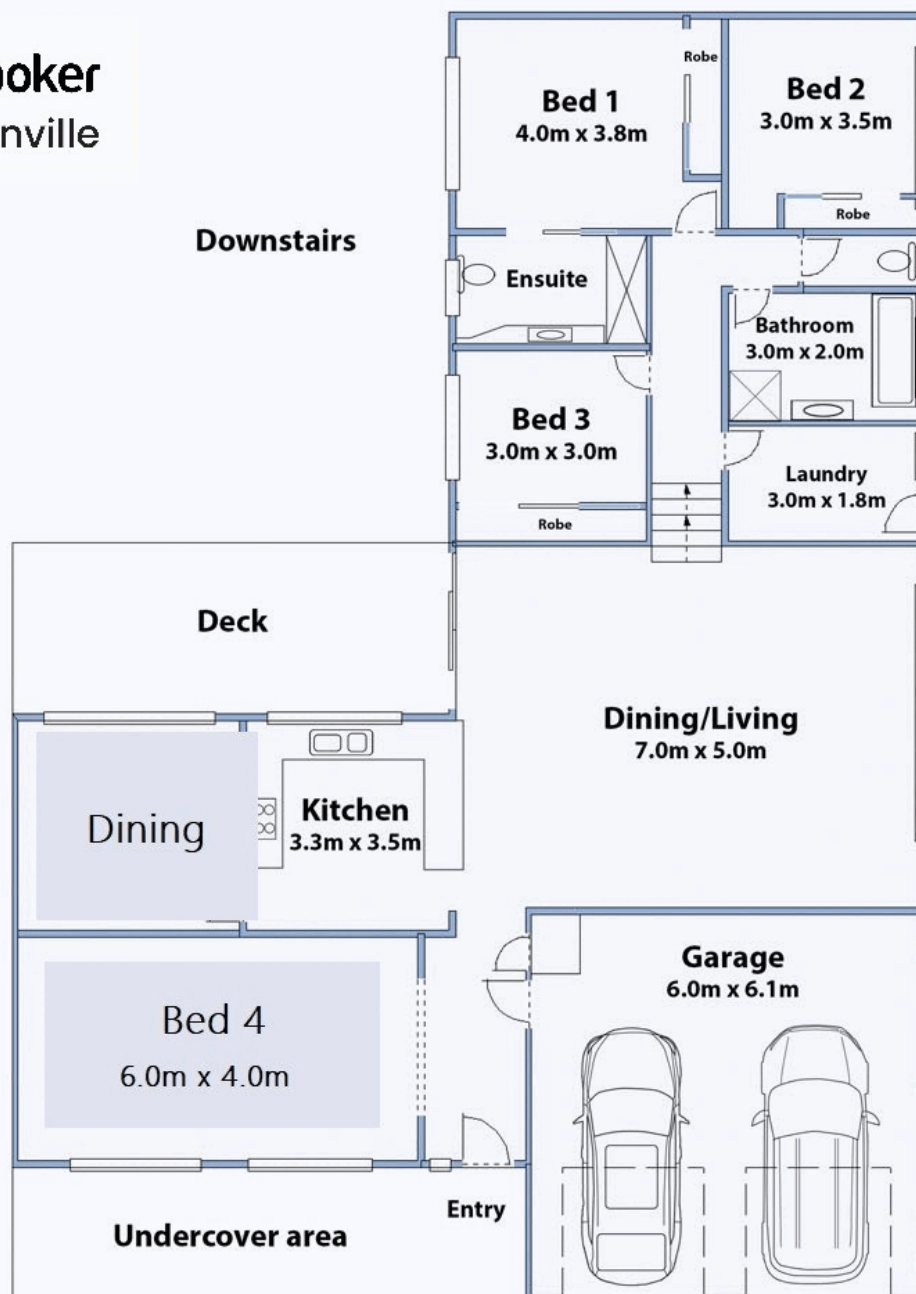 ooker
nville
Downstairs
Bed 1
4.0m x 3.8m
Robe
Bed 2
3.0m x 3.5m
Robe
Ensuite
Bathroom
3.0m x 2.0m
Bed 3
3.0m x 3.0m
Robe
Laundry
3.0m x 1.8m
Deck
Dining/Living
7.0m x 5.0m
Dining
Kitchen
3.3m x 3.5m
Bed 4
6.0m x 4.0m
Garage
6.0m x 6.1m
Entry
Undercover area